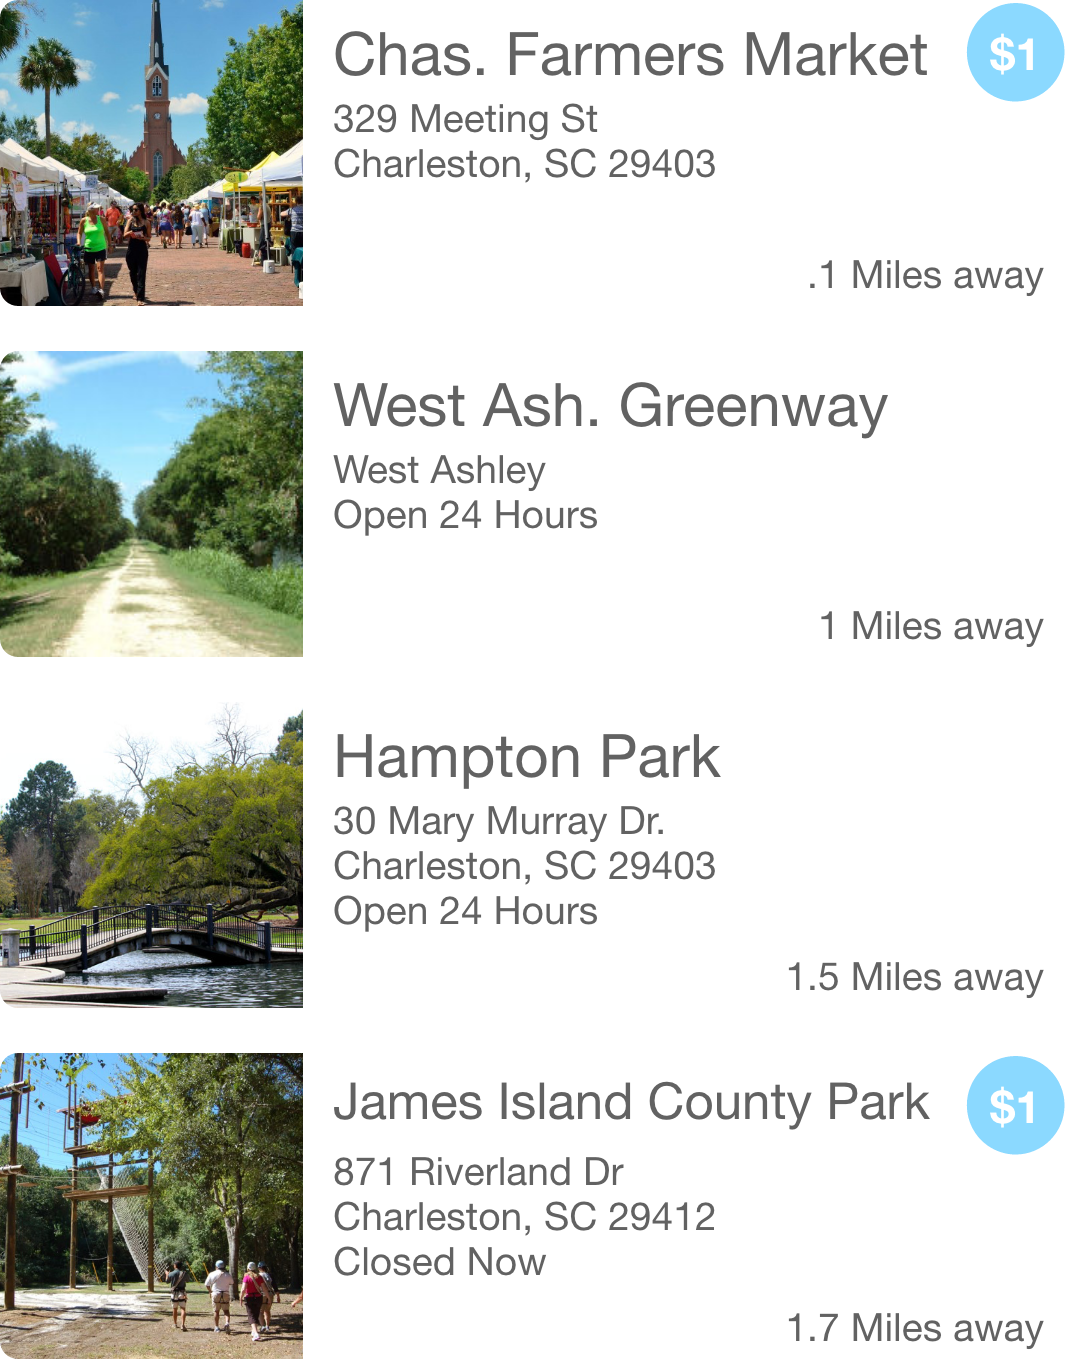 Chas. Farmers Market
$1
329 Meeting St
Charleston, SC 29403
.1 Miles away
West Ash. Greenway
West Ashley
Open 24 Hours
1 Miles away
Hampton Park
30 Mary Murray Dr.
Charleston, SC 29403
Open 24 Hours
1.5 Miles away
James Island County Park
$1
871 Riverland Dr
Charleston, SC 29412
Closed Now
1.7 Miles away